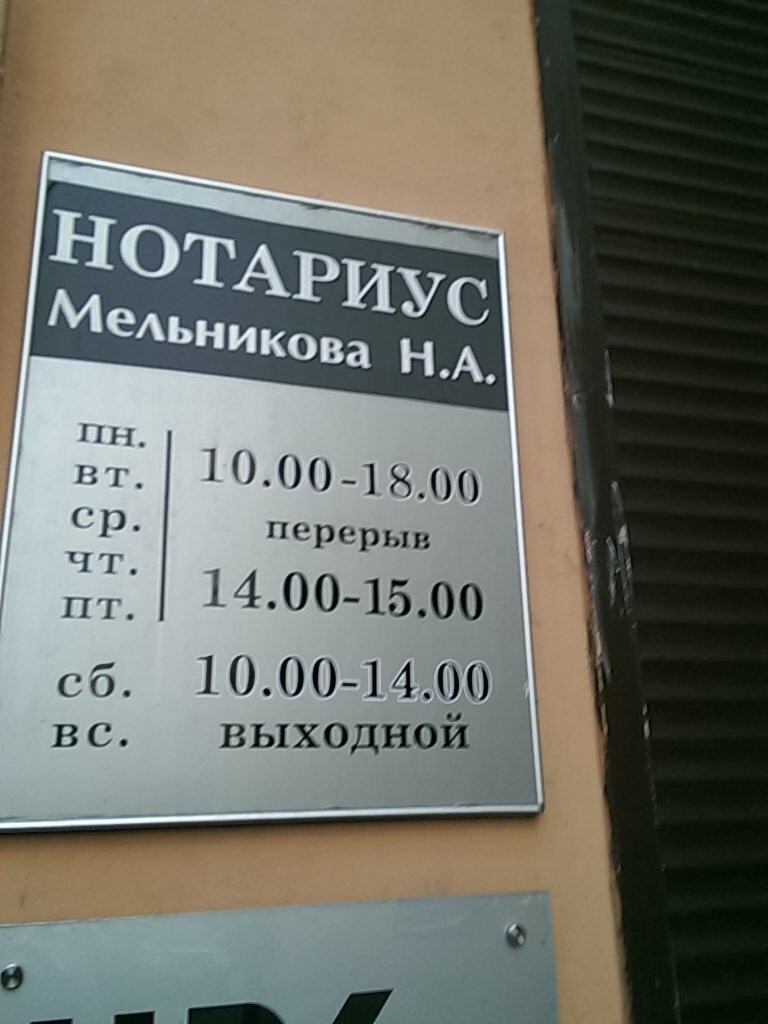 НОТАРИУС
Мельникова Н.А.
пн.
вт.
ср.
чт.
пт.
10.00-18.00
перерыв
14.00-15.00
сб. 10.00-14.00
вс. выходной